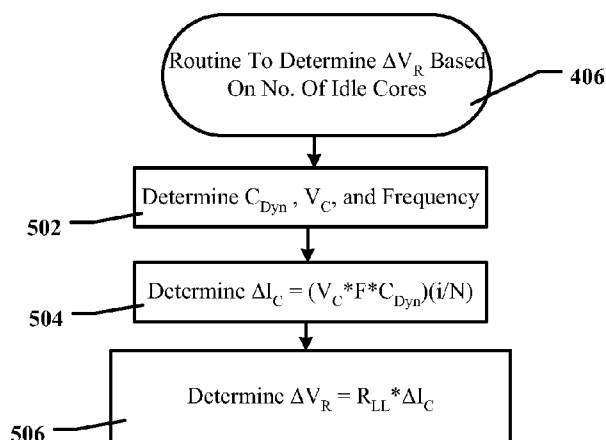 Routine To Determine ΔV_R Based
On No. Of Idle Cores
406
Determine C_Dyn , V_C, and Frequency
502
Determine ΔI_C = (V_C*F*C_Dyn)(i/N)
504
Determine ΔV_R = R_LL*ΔI_C
506